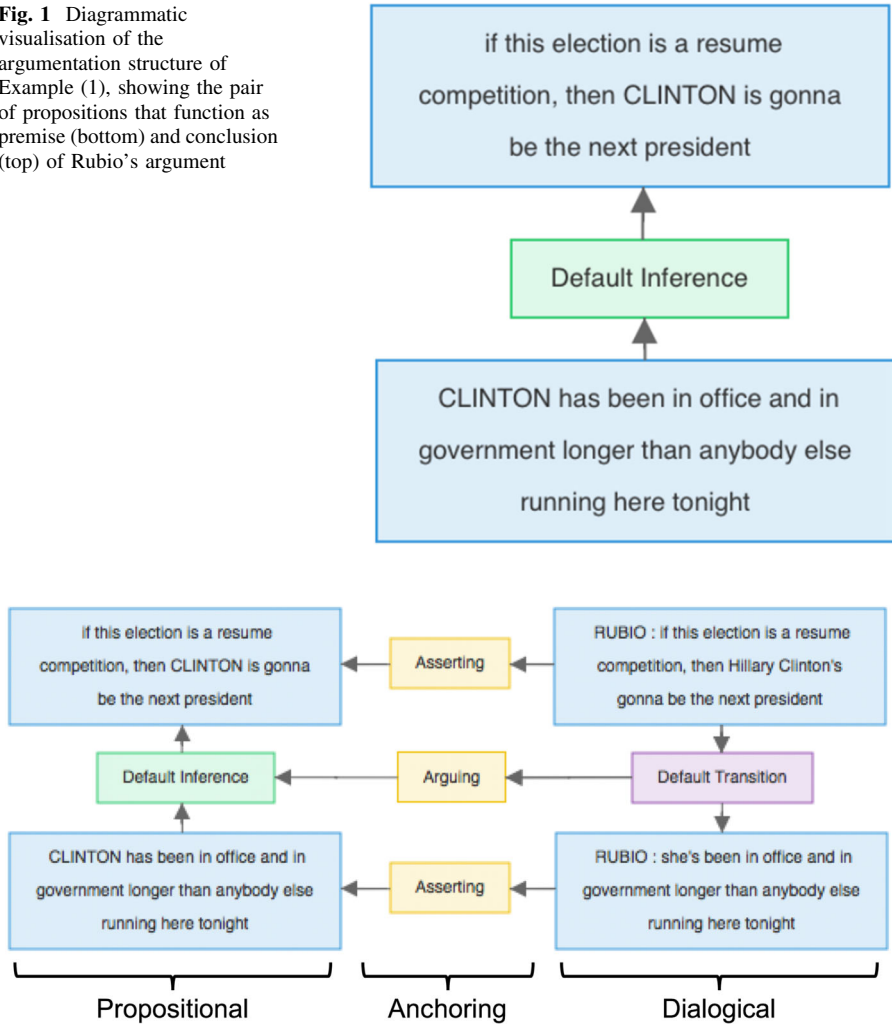 Fig. 1 Diagrammatic
visualisation of the
argumentation structure of
Example (1), showing the pair
of propositions that function as
premise (bottom) and conclusion
(top) of Rubio's argument
if this election is a resume
competition, then CLINTON is gonna
be the next president
Default Inference
CLINTON has been in office and in
government longer than anybody else
running here tonight
if this election is a resume
competition, then CLINTON is gonna
be the next president
Asserting
RUBIO : if this election is a resume
competition, then Hillary Clinton's
gonna be the next president
Default Inference
Arguing
Default Transition
CLINTON has been in office and in
government longer than anybody else
running here tonight
Asserting
RUBIO : she's been in office and in
government longer than anybody else
running here tonight
Propositional
Anchoring
Dialogical